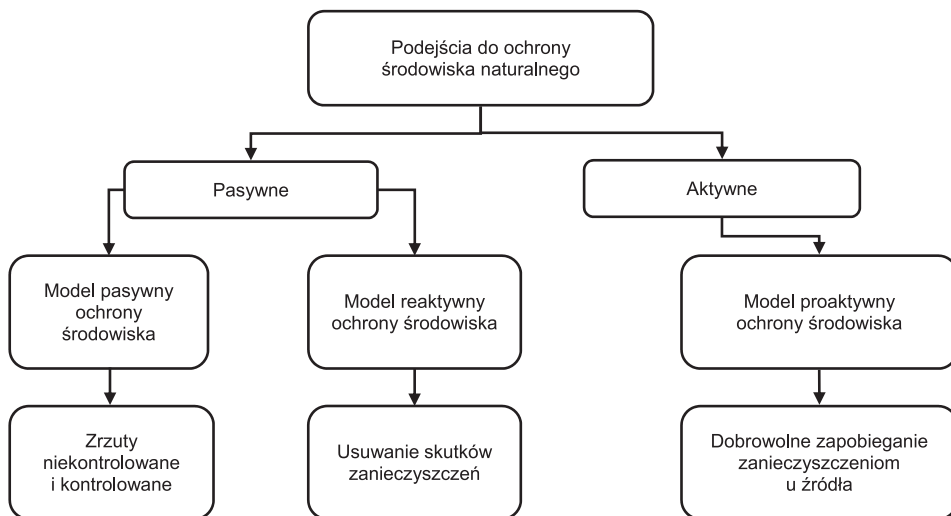 Podejścia do ochrony
środowiska naturalnego
Pasywne
Aktywne
Model pasywny
ochrony
środowiska
Model reaktywny
ochrony środowiska
Model proaktywny
ochrony środowiska
Zrzuty
niekontrolowane
i kontrolowane
Usuwanie skutków
zanieczyszczeń
Dobrowolne zapobieganie
zanieczyszczeniom
u źródła